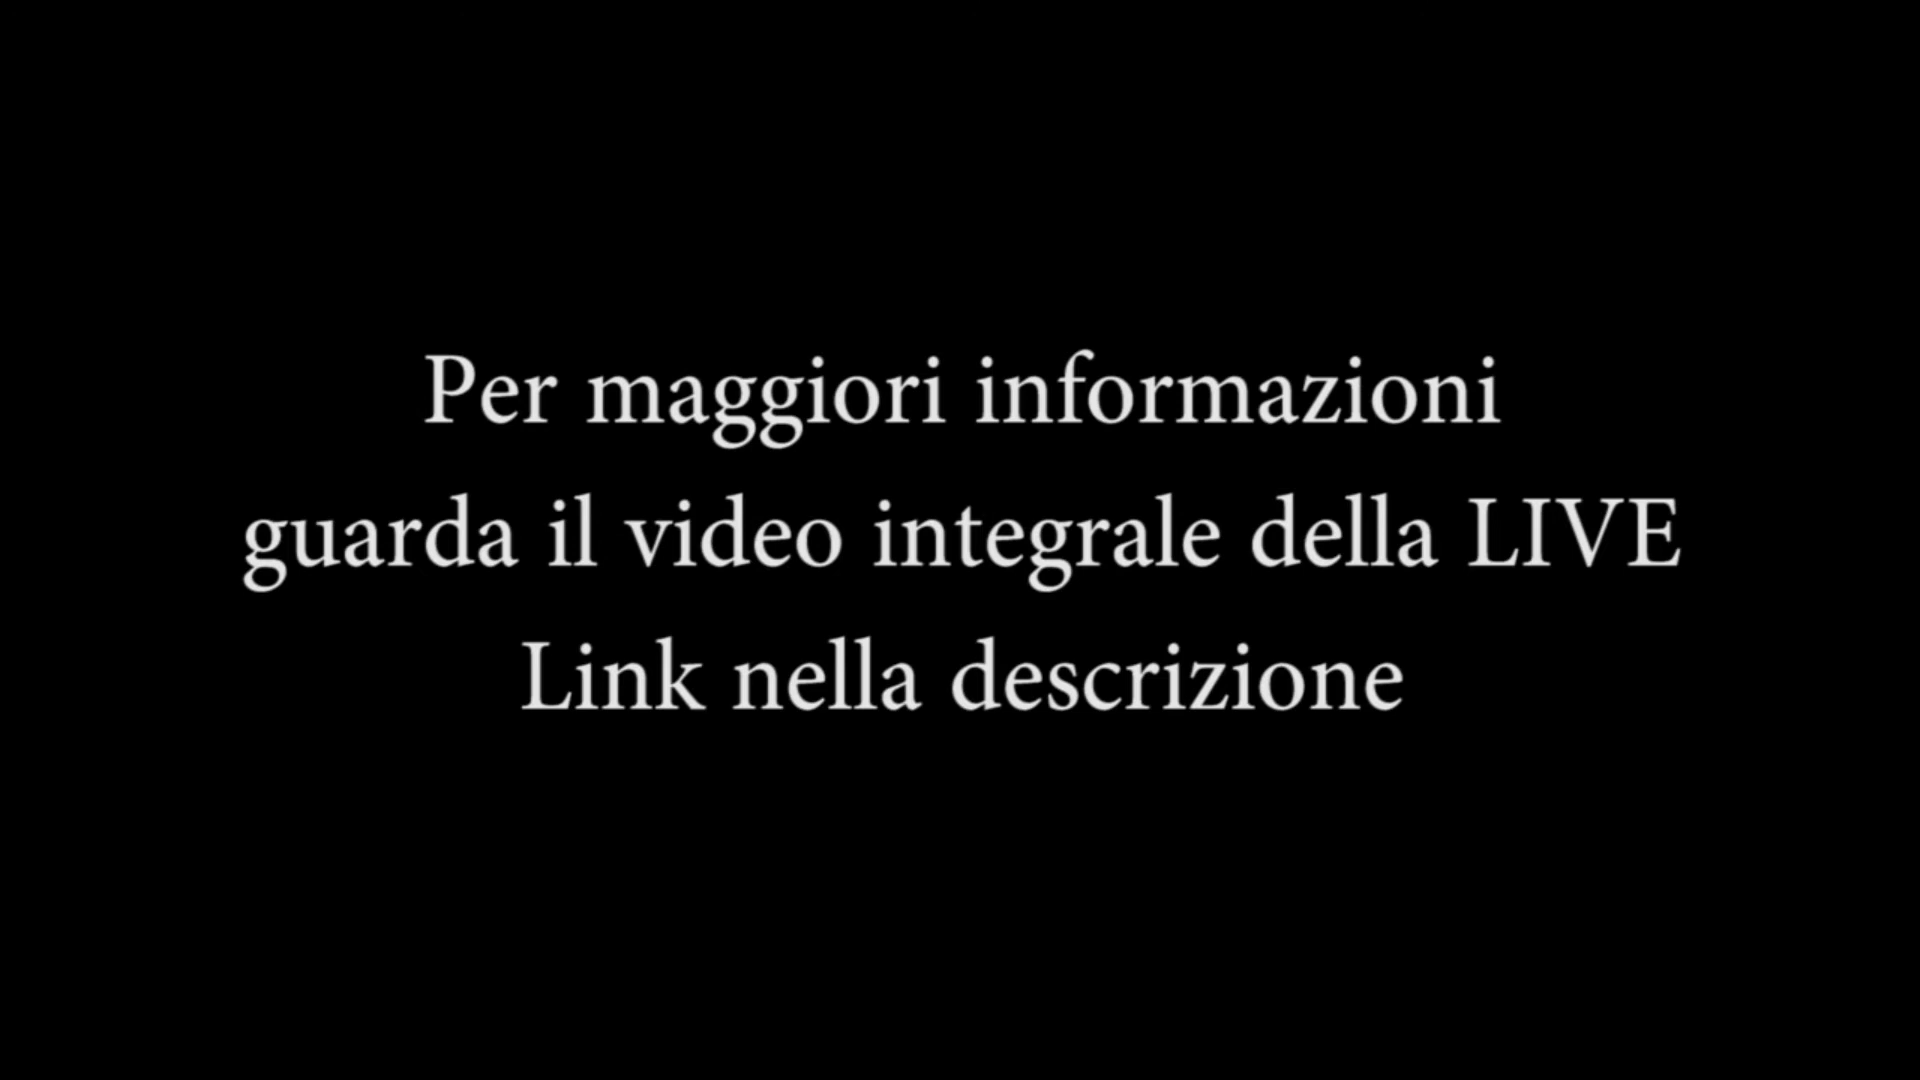 Per maggiori informazioni
guarda il video integrale della LIVE
Link nella descrizione